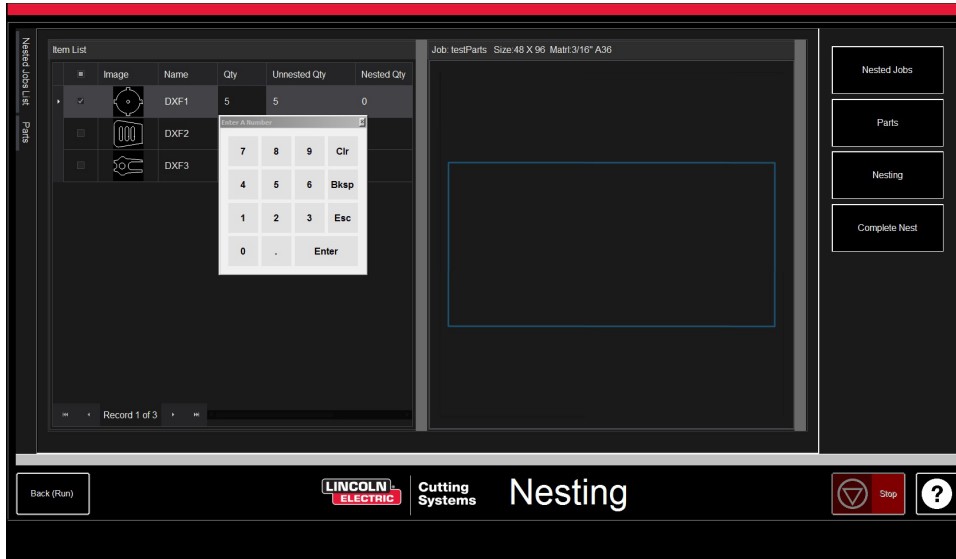 Nested Jobs List
Parts
Item List
Image Name Qty Unnested Qty Nested Qty
DXF1 5 5 0
DXF2
DXF3
Enter A Number
7 8 9 Clr
4 5 6 Bksp
1 2 3 Esc
0 . Enter
Record 1 of 3
Job: testParts Size:48 X 96 Matrl:3/16" A36
Nested Jobs
Parts
Nesting
Complete Nest
Back (Run)
LINCOLN
ELECTRIC
Cutting
Systems
Nesting
Stop
?